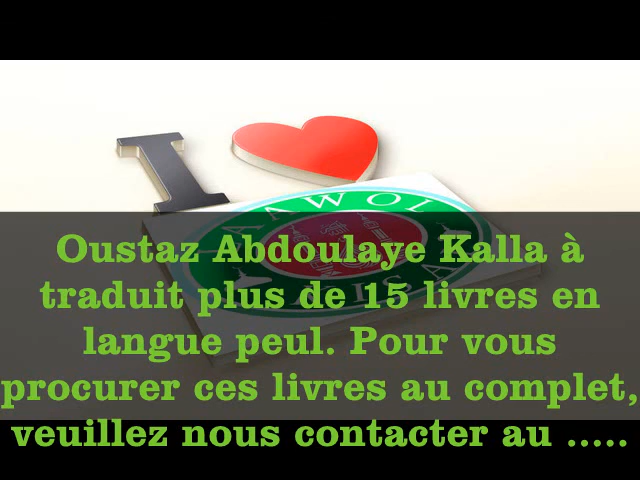 I
LAAWOL
Oustaz Abdoulaye Kalla à
traduit plus de 15 livres en
langue peul. Pour vous
procurer ces livres au complet,
veuillez nous contacter au .....